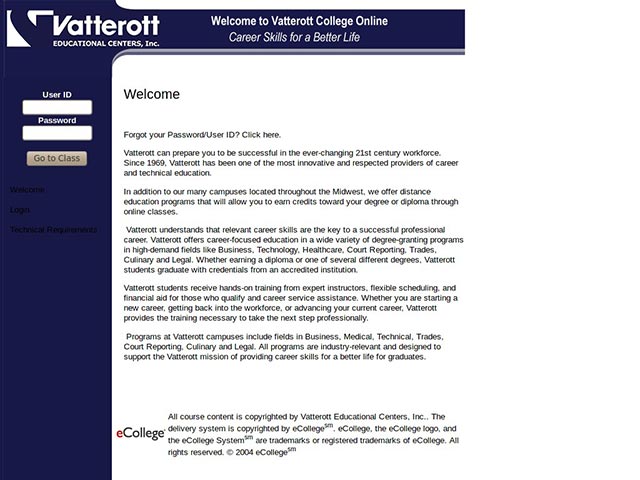 Vatterott
EDUCATIONAL CENTERS, Inc.
Welcome to Vatterott College Online
Career Skills for a Better Life
User ID
Password
Go to Class
Welcome
Login
Technical Requirements
Welcome
Forgot your Password/User ID? Click here.
Vatterott can prepare you to be successful in the ever-changing 21st century workforce.
Since 1969, Vatterott has been one of the most innovative and respected providers of career
and technical education.
In addition to our many campuses located throughout the Midwest, we offer distance
education programs that will allow you to earn credits toward your degree or diploma through
online classes.
Vatterott understands that relevant career skills are the key to a successful professional
career. Vatterott offers career-focused education in a wide variety of degree-granting programs
in high-demand fields like Business, Technology, Healthcare, Court Reporting, Trades,
Culinary and Legal. Whether earning a diploma or one of several different degrees, Vatterott
students graduate with credentials from an accredited institution.
Vatterott students receive hands-on training from expert instructors, flexible scheduling, and
financial aid for those who qualify and career service assistance. Whether you are starting a
new career, getting back into the workforce, or advancing your current career, Vatterott
provides the training necessary to take the next step professionally.
Programs at Vatterott campuses include fields in Business, Medical, Technical, Trades,
Court Reporting, Culinary and Legal. All programs are industry-relevant and designed to
support the Vatterott mission of providing career skills for a better life for graduates.
eCollege
All course content is copyrighted by Vatterott Educational Centers, Inc.. The
delivery system is copyrighted by eCollege℠. eCollege, the eCollege logo, and
the eCollege System℠ are trademarks or registered trademarks of eCollege. All
rights reserved. © 2004 eCollege℠